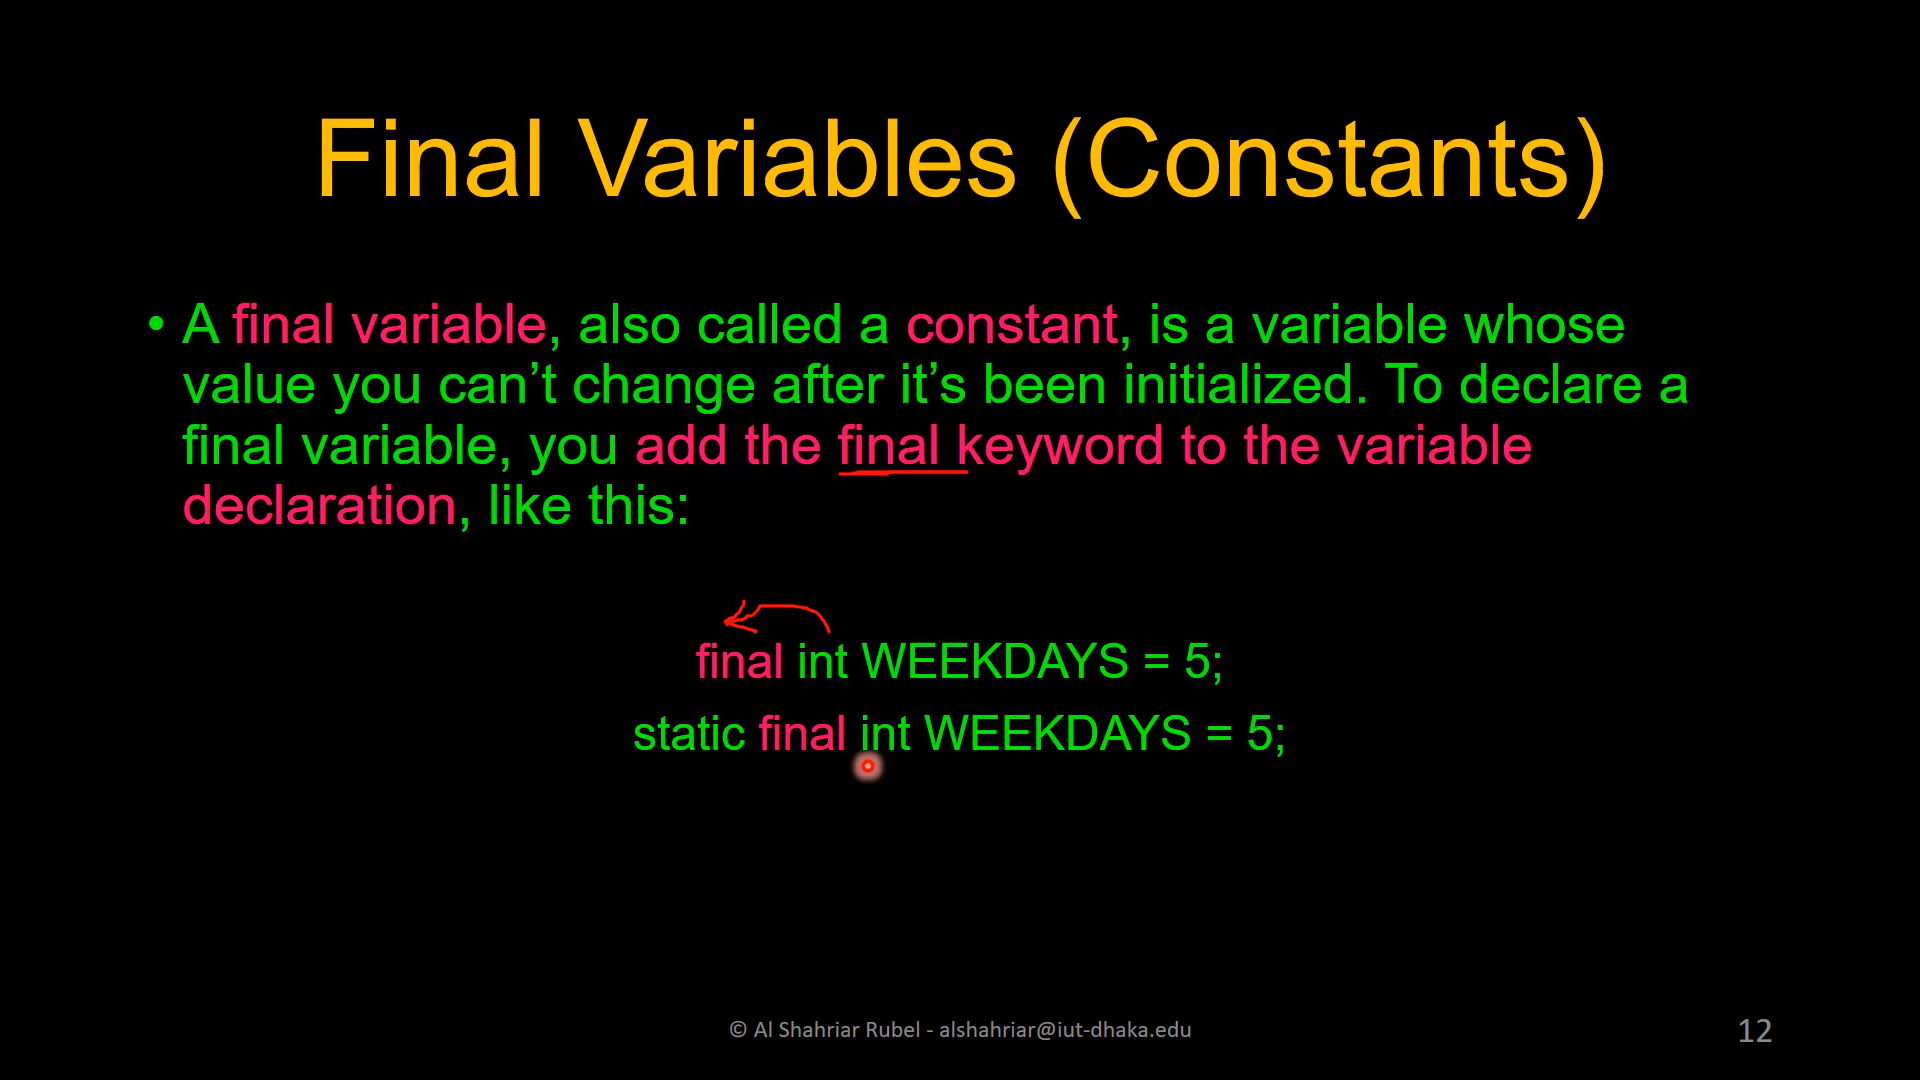 Final Variables (Constants)
• A final variable, also called a constant, is a variable whose
value you can’t change after it’s been initialized. To declare a
final variable, you add the final keyword to the variable
declaration, like this:
final int WEEKDAYS = 5;
static final int WEEKDAYS = 5;
© Al Shahriar Rubel - alshahriar@iut-dhaka.edu
12